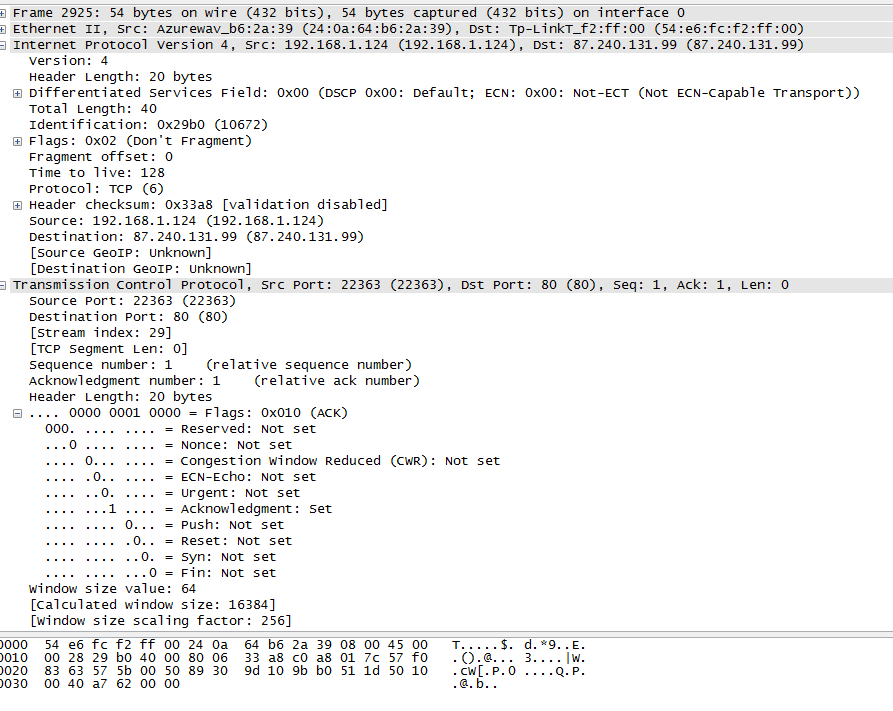 Frame 2925: 54 bytes on wire (432 bits), 54 bytes captured (432 bits) on interface 0
Ethernet II, Src: Azurewav_b6:2a:39 (24:0a:64:b6:2a:39), Dst: Tp-LinkT_f2:ff:00 (54:e6:fc:f2:ff:00)
Internet Protocol Version 4, Src: 192.168.1.124 (192.168.1.124), Dst: 87.240.131.99 (87.240.131.99)
Version: 4
Header Length: 20 bytes
Differentiated Services Field: 0x00 (DSCP 0x00: Default; ECN: 0x00: Not-ECT (Not ECN-Capable Transport))
Total Length: 40
Identification: 0x29b0 (10672)
Flags: 0x02 (Don't Fragment)
Fragment offset: 0
Time to live: 128
Protocol: TCP (6)
Header checksum: 0x33a8 [validation disabled]
Source: 192.168.1.124 (192.168.1.124)
Destination: 87.240.131.99 (87.240.131.99)
[Source GeoIP: Unknown]
[Destination GeoIP: Unknown]
Transmission Control Protocol, Src Port: 22363 (22363), Dst Port: 80 (80), Seq: 1, Ack: 1, Len: 0
Source Port: 22363 (22363)
Destination Port: 80 (80)
[Stream index: 29]
[TCP Segment Len: 0]
Sequence number: 1    (relative sequence number)
Acknowledgment number: 1    (relative ack number)
Header Length: 20 bytes
.... 0000 0001 0000 = Flags: 0x010 (ACK)
000. .... .... = Reserved: Not set
...0 .... .... = Nonce: Not set
.... 0... .... = Congestion Window Reduced (CWR): Not set
.... .0.. .... = ECN-Echo: Not set
.... ..0. .... = Urgent: Not set
.... ...1 .... = Acknowledgment: Set
.... .... 0... = Push: Not set
.... .... .0.. = Reset: Not set
.... .... ..0. = Syn: Not set
.... .... ...0 = Fin: Not set
Window size value: 64
[Calculated window size: 16384]
[Window size scaling factor: 256]
0000  54 e6 fc f2 ff 00 24 0a  64 b6 2a 39 08 00 45 00   T.....$. d.*9..E.
0010  00 28 29 b0 40 00 80 06  33 a8 c0 a8 01 7c 57 f0   .().@... 3....|W.
0020  83 63 57 5b 00 50 89 30  9d 10 9b b0 51 1d 50 10   .cW[.P.0 ....Q.P.
0030  00 40 a7 62 00 00   .@.b..